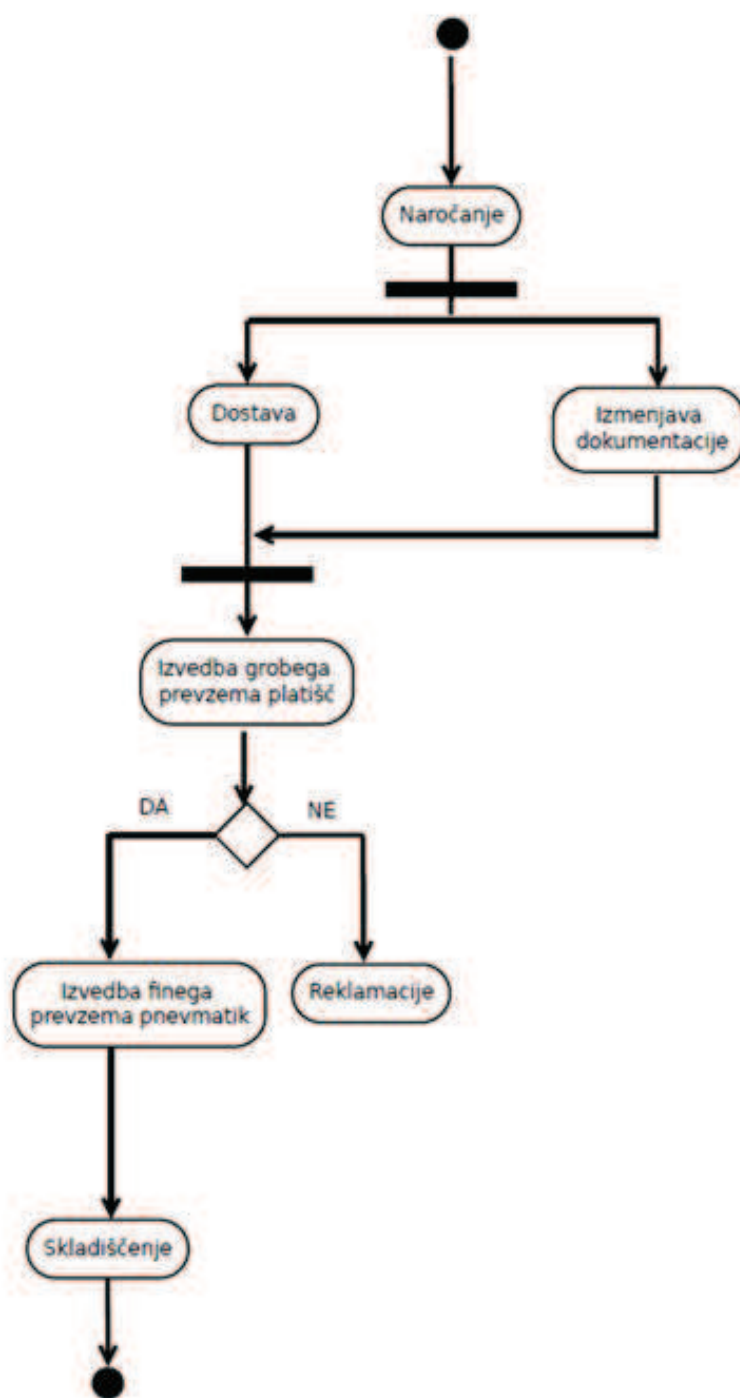 Naročanje
Dostava
Izmenjava
dokumentacije
Izvedba grobega
prevzema platišč
DA
NE
Izvedba finega
prevzema pnevmatik
Reklamacije
Skladiščenje